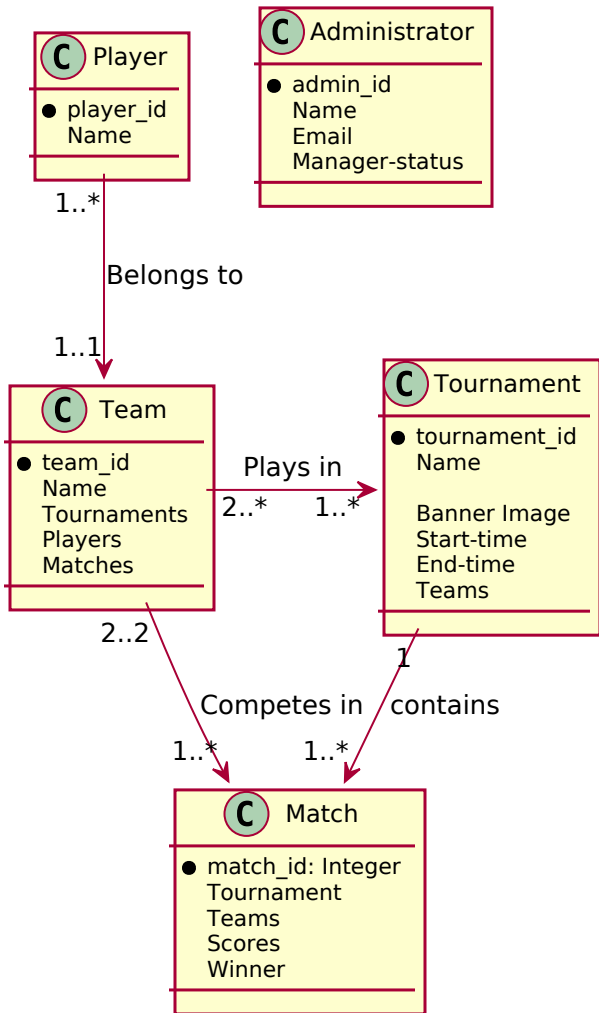 C Player
player_id
Name
C Administrator
admin_id
Name
Email
Manager-status
1..*
Belongs to
1..1
C Team
team_id
Name
Tournaments
Players
Matches
Plays in
2..*
1..*
C Tournament
tournament_id
Name
Banner Image
Start-time
End-time
Teams
2..2
Competes in
1..*
1
contains
1..*
C Match
match_id: Integer
Tournament
Teams
Scores
Winner